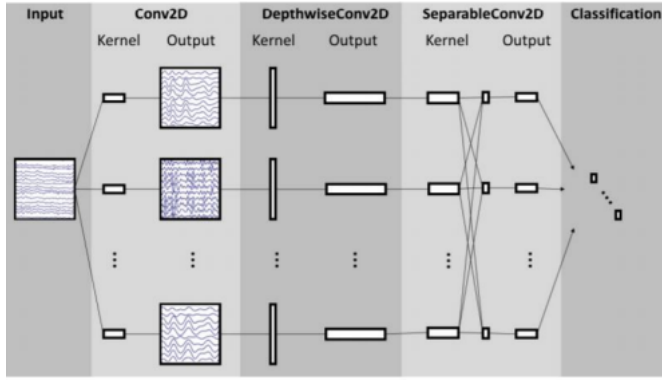 Input Conv2D DepthwiseConv2D SeparableConv2D Classification
Kernel Output Kernel Output Kernel Output